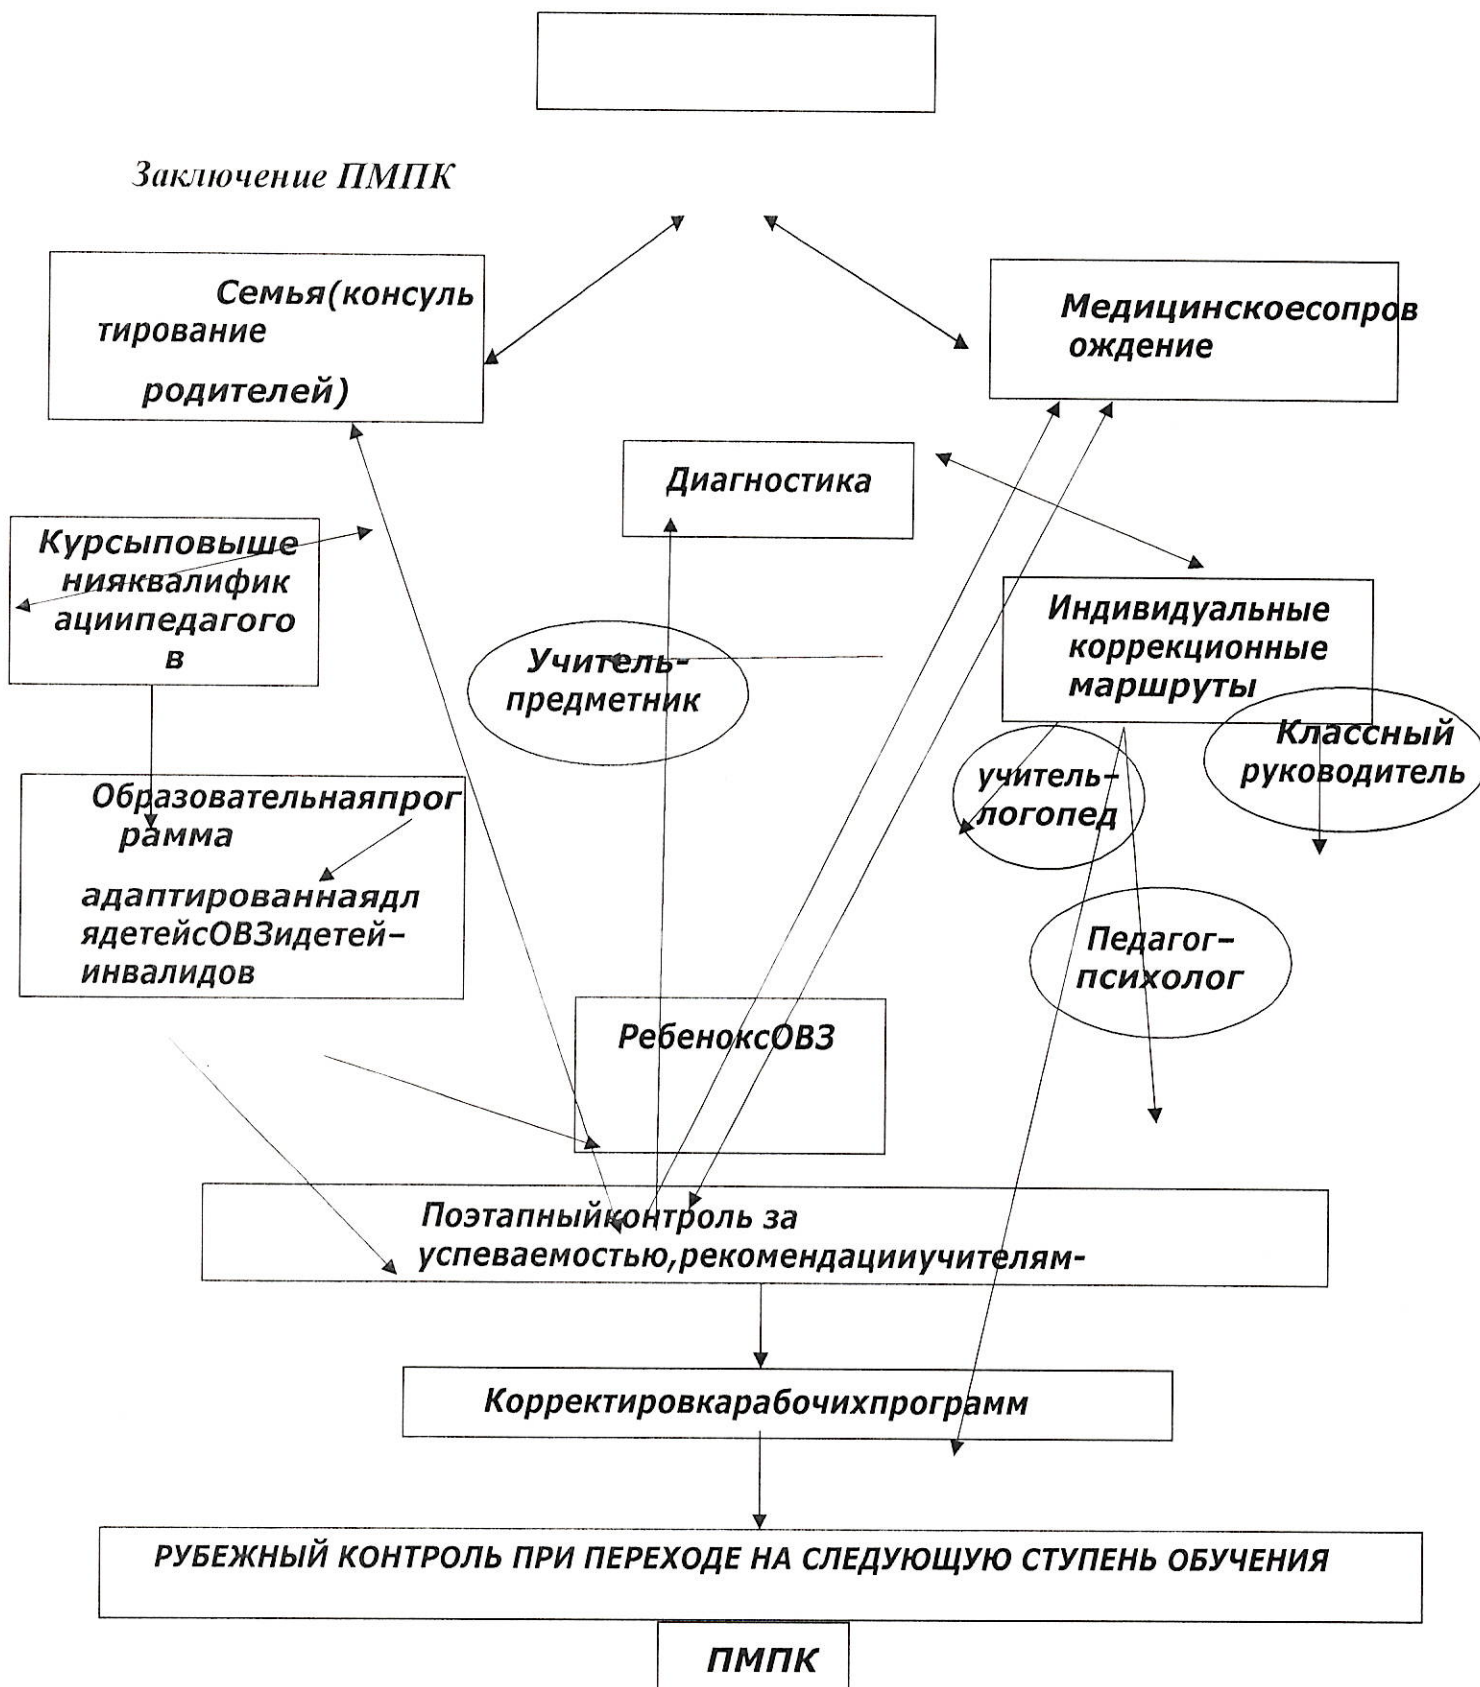 Заключение ПМПК
Семья(консуль
тирование
родителей)
Медицинскоесопров
ождение
Диагностика
Курсыповыше
нияквалифик
ациипедагого
в
Учитель-
предметник
Индивидуальные
коррекционные
маршруты
Классный
руководитель
учитель–
логопед
Образовательнаяпрог
рамма
адаптированнаядл
ядетейсОВЗидетей–
инвалидов
Педагог–
психолог
РебеноксОВЗ
Поэтапныйконтроль за
успеваемостью,рекомендацииучителям-
Корректировкарабочихпрограмм
РУБЕЖНЫЙ КОНТРОЛЬ ПРИ ПЕРЕХОДЕ НА СЛЕДУЮЩУЮ СТУПЕНЬ ОБУЧЕНИЯ
ПМПК